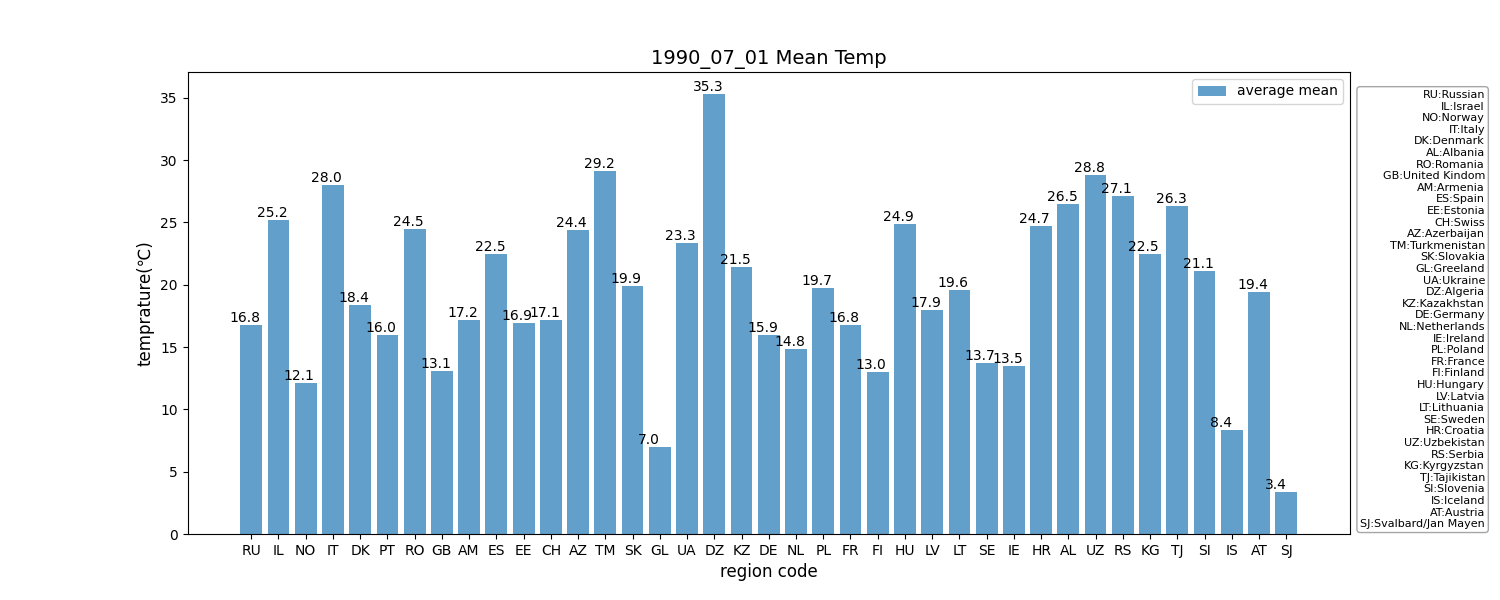 1990_07_01 Mean Temp
average mean
temprature(℃)
35
30
25
20
15
10
5
0
16.8
25.2
12.1
28.0
18.4
16.0
24.5
13.1
17.2
22.5
16.9
17.1
24.4
29.2
19.9
7.0
23.3
35.3
21.5
15.9
14.8
19.7
16.8
13.0
24.9
17.9
19.6
13.7
13.5
24.7
26.5
28.8
27.1
22.5
26.3
21.1
8.4
19.4
3.4
RU IL NO IT DK PT RO GB AM ES EE CH AZ TM SK GL UA DZ KZ DE NL PL FR FI HU LV LT SE IE HR AL UZ RS KG TJ SI IS AT SJ
region code
RU:Russian
IL:Israel
NO:Norway
IT:Italy
DK:Denmark
AL:Albania
RO:Romania
GB:United Kindom
AM:Armenia
ES:Spain
EE:Estonia
CH:Swiss
AZ:Azerbaijan
TM:Turkmenistan
SK:Slovakia
GL:Greeland
UA:Ukraine
DZ:Algeria
KZ:Kazakhstan
DE:Germany
NL:Netherlands
IE:Ireland
PL:Poland
FR:France
FI:Finland
HU:Hungary
LV:Latvia
LT:Lithuania
SE:Sweden
HR:Croatia
UZ:Uzbekistan
RS:Serbia
KG:Kyrgyzstan
TJ:Tajikistan
SI:Slovenia
IS:Iceland
AT:Austria
SJ:Svalbard/Jan Mayen